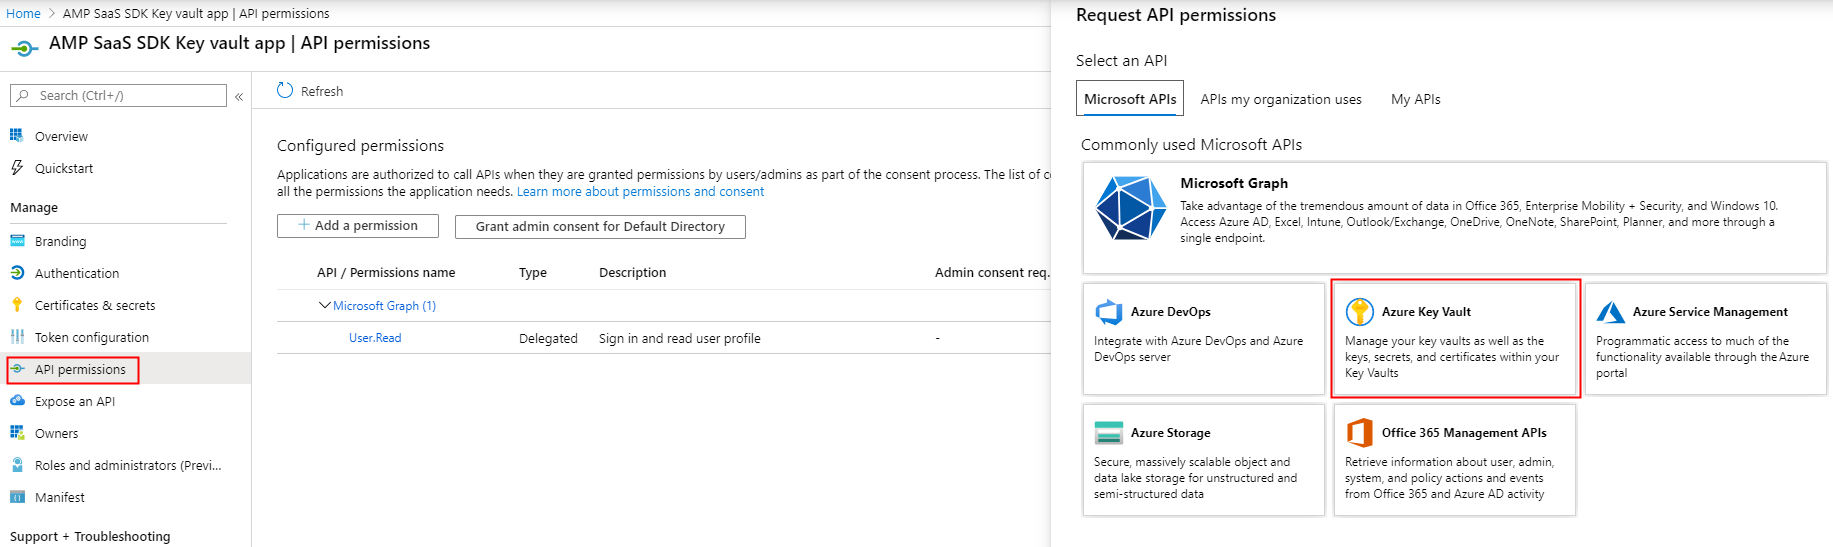 Home > AMP SaaS SDK Key vault app | API permissions
AMP SaaS SDK Key vault app | API permissions
Search (Ctrl+/)
«
Overview
Quickstart
Manage
Branding
Authentication
Certificates & secrets
Token configuration
API permissions
Expose an API
Owners
Roles and administrators (Previ...
Manifest
Support + Troubleshooting
Refresh
Configured permissions
Applications are authorized to call APIs when they are granted permissions by users/admins as part of the consent process. The list of c
all the permissions the application needs. Learn more about permissions and consent
+ Add a permission
Grant admin consent for Default Directory
API / Permissions name Type Description Admin consent req.
Microsoft Graph (1)
User.Read Delegated Sign in and read user profile -
Request API permissions
Select an API
Microsoft APIs APIs my organization uses My APIs
Commonly used Microsoft APIs
Microsoft Graph
Take advantage of the tremendous amount of data in Office 365, Enterprise Mobility + Security, and Windows 10.
Access Azure AD, Excel, Intune, Outlook/Exchange, OneDrive, OneNote, SharePoint, Planner, and more through a
single endpoint.
Azure DevOps
Integrate with Azure DevOps and Azure
DevOps server
Azure Key Vault
Manage your key vaults as well as the
keys, secrets, and certificates within your
Key Vaults
Azure Service Management
Programmatic access to much of the
functionality available through the Azure
portal
Azure Storage
Secure, massively scalable object and
data lake storage for unstructured and
semi-structured data
Office 365 Management APIs
Retrieve information about user, admin,
system, and policy actions and events
from Office 365 and Azure AD activity